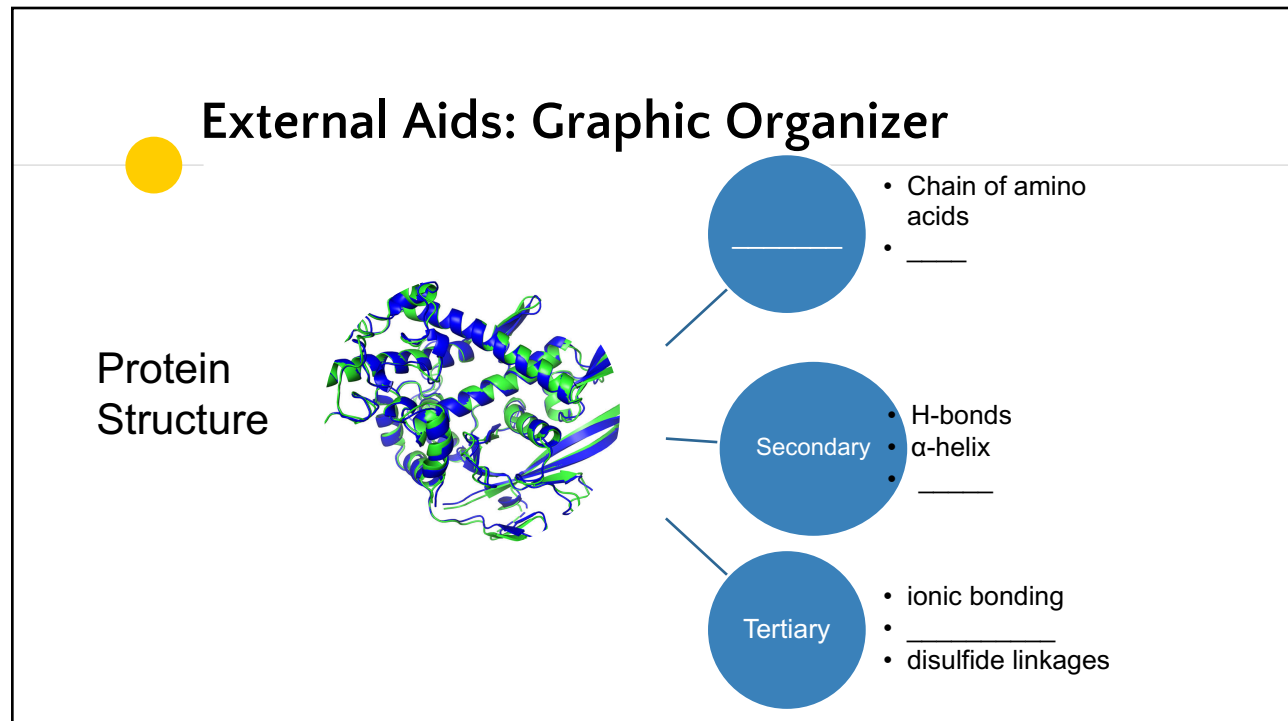 External Aids: Graphic Organizer
Protein
Structure
________
• Chain of amino
acids
• ____
Secondary
• H-bonds
• α-helix
• _____
Tertiary
• ionic bonding
• __________
• disulfide linkages